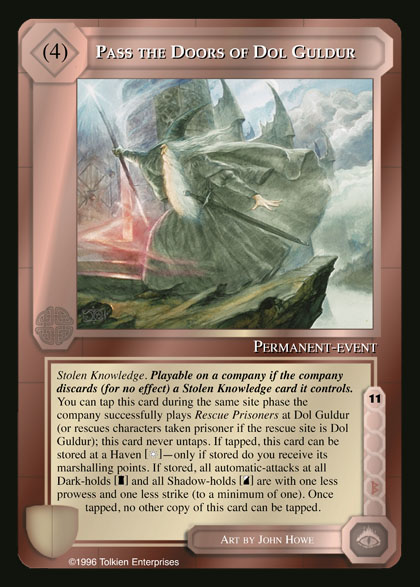 (4)
Pass the Doors of Dol Guldur
Permanent-event
Stolen Knowledge. Playable on a company if the company
discards (for no effect) a Stolen Knowledge card it controls.
You can tap this card during the same site phase the
company successfully plays Rescue Prisoners at Dol Guldur
(or rescues characters taken prisoner if the rescue site is Dol
Guldur); this card never untaps. If tapped, this card can be
stored at a Haven [ ]—only if stored do you receive its
marshalling points. If stored, all automatic-attacks at all
Dark-holds [ ] and all Shadow-holds [ ] are with one less
prowess and one less strike (to a minimum of one). Once
tapped, no other copy of this card can be tapped.
11
Art by John Howe
©1996 Tolkien Enterprises